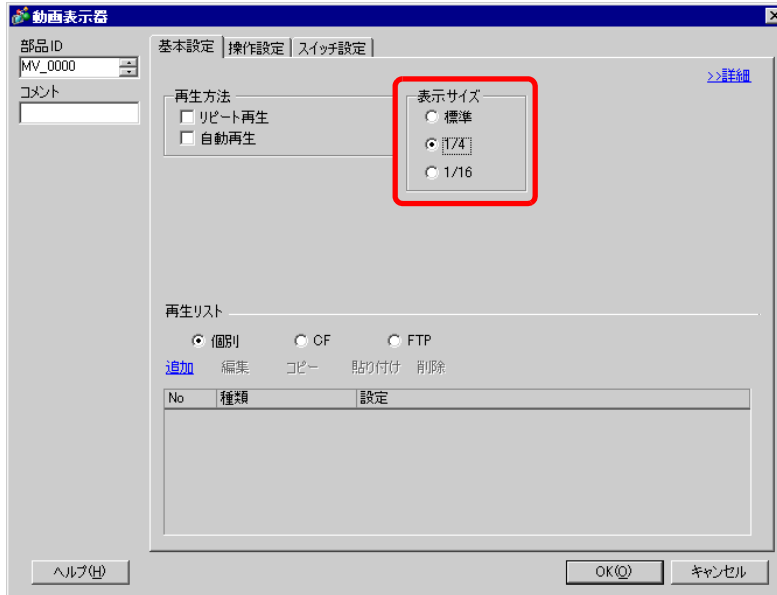 動画表示器
部品ID
MV_0000
コメント
基本設定 操作設定 スイッチ設定
>>詳細
再生方法
リピート再生
自動再生
表示サイズ
標準
1/4
1/16
再生リスト
個別 CF FTP
追加 編集 コピー 貼り付け 削除
No 種類 設定
ヘルプ(H) OK(O) キャンセル